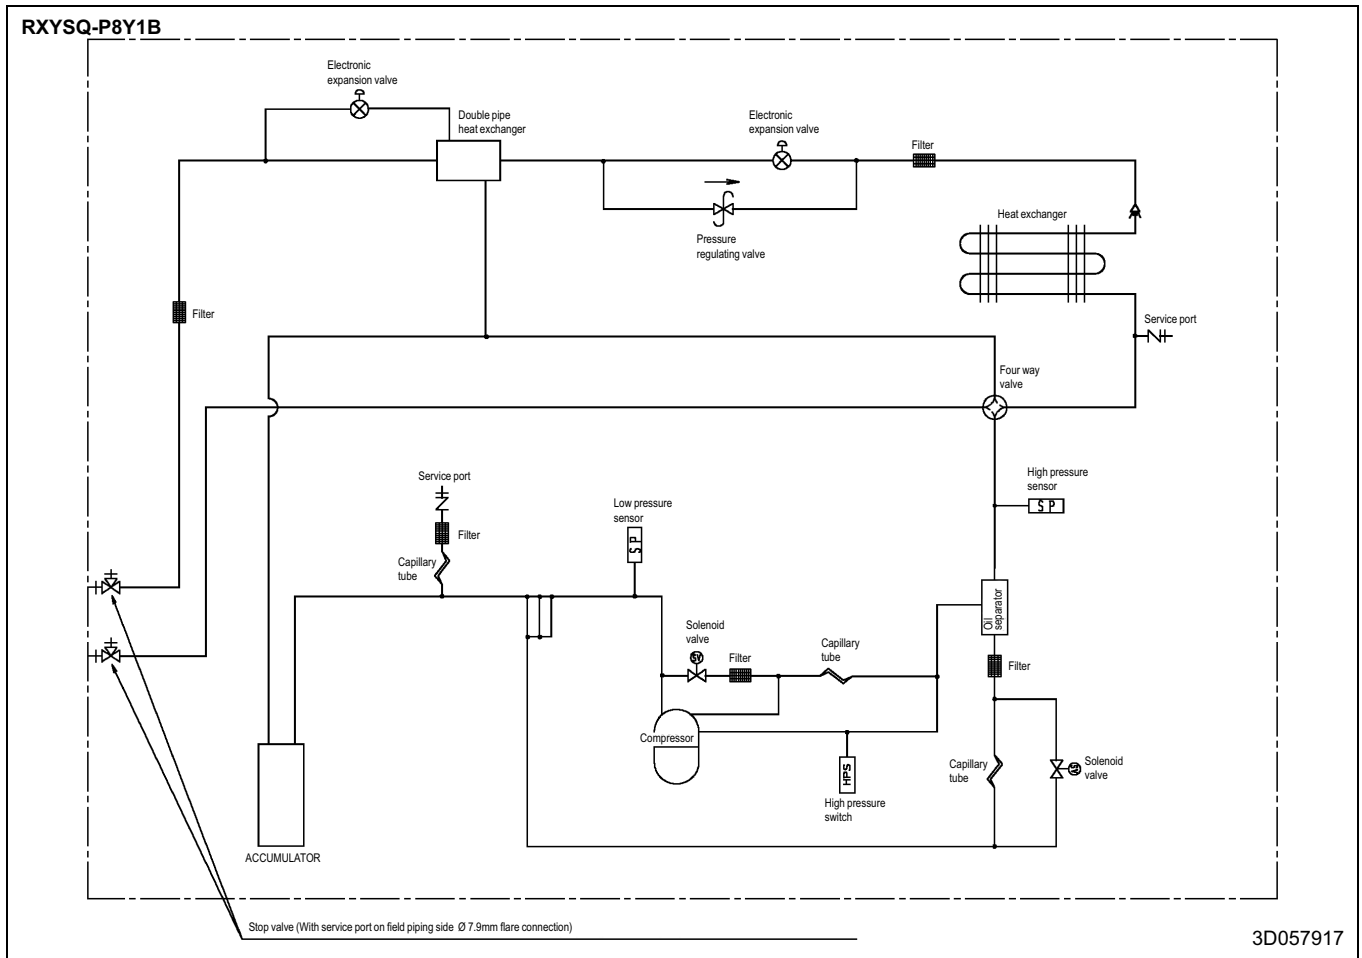 RXYSQ-P8Y1B
Electronic
expansion valve
Double pipe
heat exchanger
Electronic
expansion valve
Filter
Heat exchanger
Pressure
regulating valve
Filter
Service port
Four way
valve
Service port
High pressure
sensor
S P
Low pressure
sensor
S P
Filter
Capillary
tube
Oil
separator
Solenoid
valve
SV
Filter
Capillary
tube
Filter
Compressor
HPS
High pressure
switch
Capillary
tube
SV
Solenoid
valve
ACCUMULATOR
Stop valve (With service port on field piping side Ø 7.9mm flare connection)
3D057917